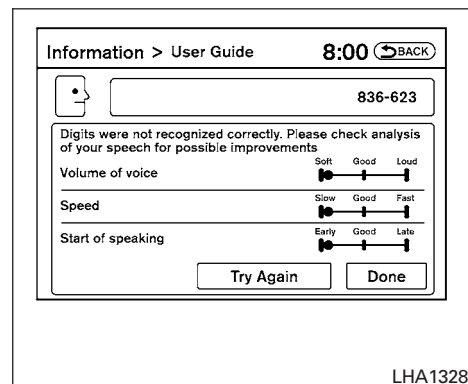 Information > User Guide 8:00 BACK
836-623
Digits were not recognized correctly. Please check analysis
of your speech for possible improvements
Soft Good Loud
Volume of voice
Slow Good Fast
Speed
Early Good Late
Start of speaking
Try Again Done
LHA1328